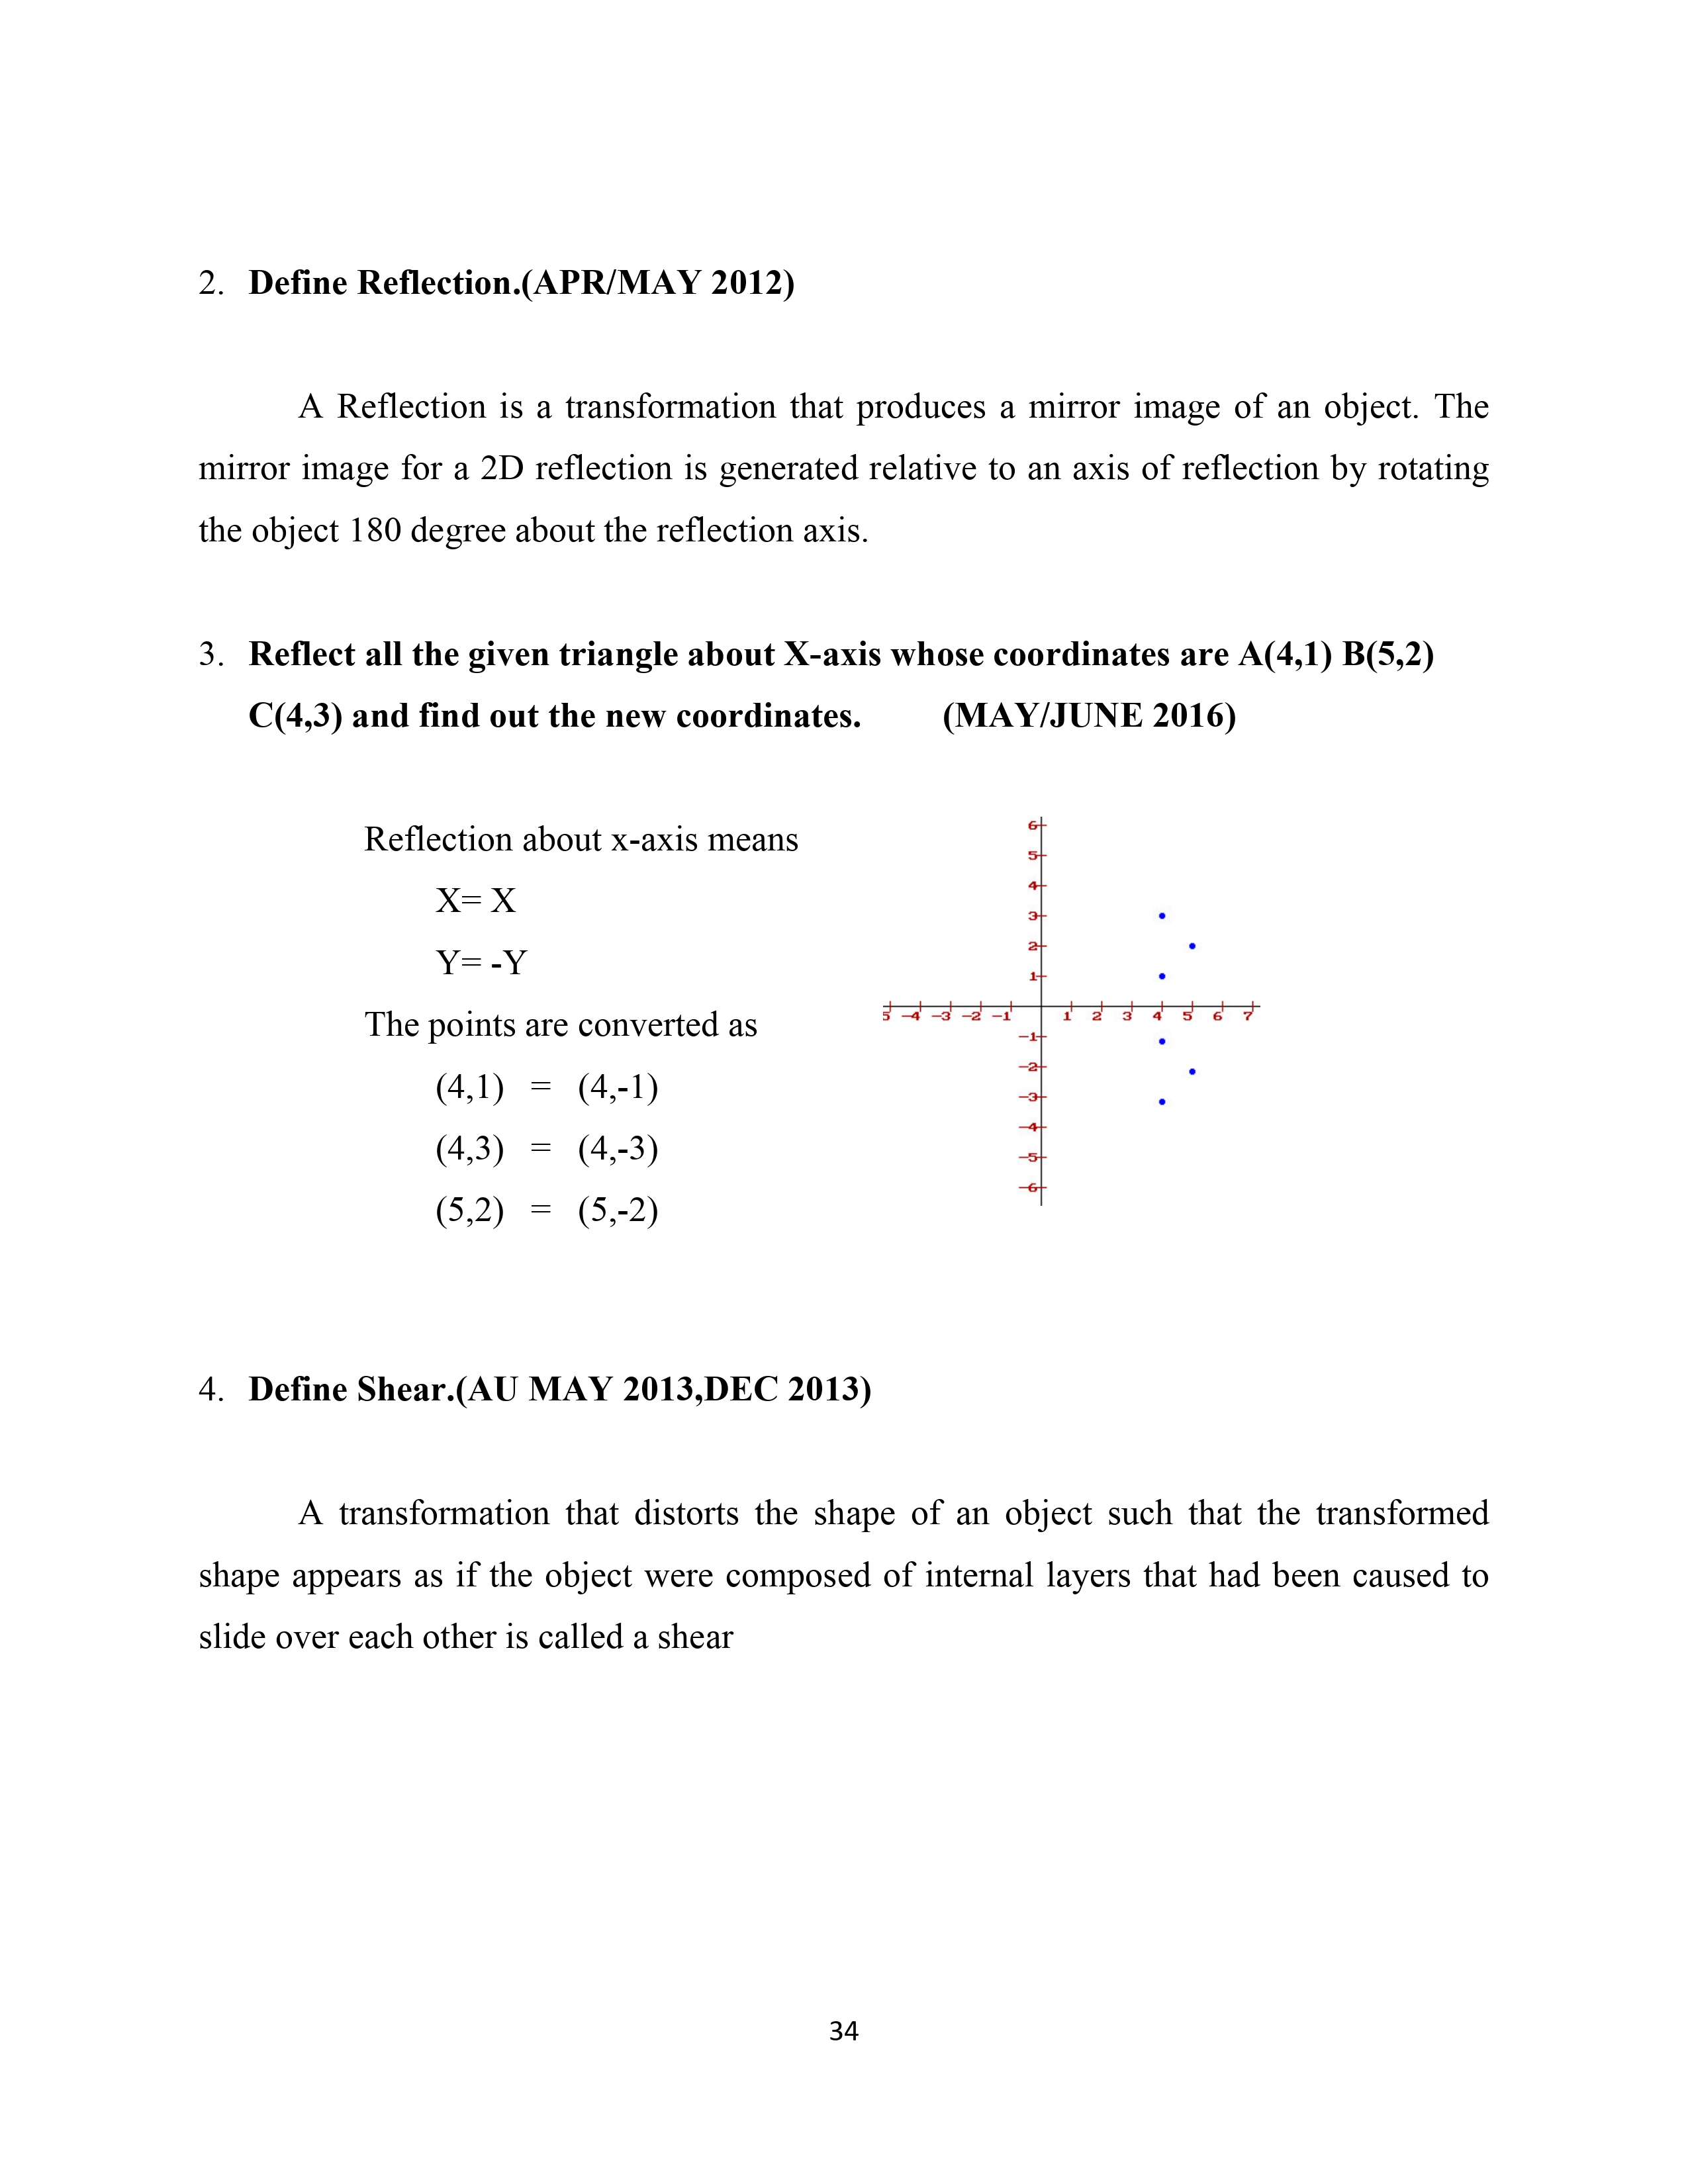 2. Define Reflection.(APR/MAY 2012)
A Reflection is a transformation that produces a mirror image of an object. The
mirror image for a 2D reflection is generated relative to an axis of reflection by rotating
the object 180 degree about the reflection axis.
3. Reflect all the given triangle about X-axis whose coordinates are A(4,1) B(5,2)
C(4,3) and find out the new coordinates. (MAY/JUNE 2016)
Reflection about x-axis means
X= X
Y= -Y
The points are converted as
(4,1) = (4,-1)
(4,3) = (4,-3)
(5,2) = (5,-2)
6
5
4
3
2
1
5 -4 -3 -2 -1 1 2 3 4 5 6 7
-1
-2
-3
-4
-5
-6
4. Define Shear.(AU MAY 2013,DEC 2013)
A transformation that distorts the shape of an object such that the transformed
shape appears as if the object were composed of internal layers that had been caused to
slide over each other is called a shear
34